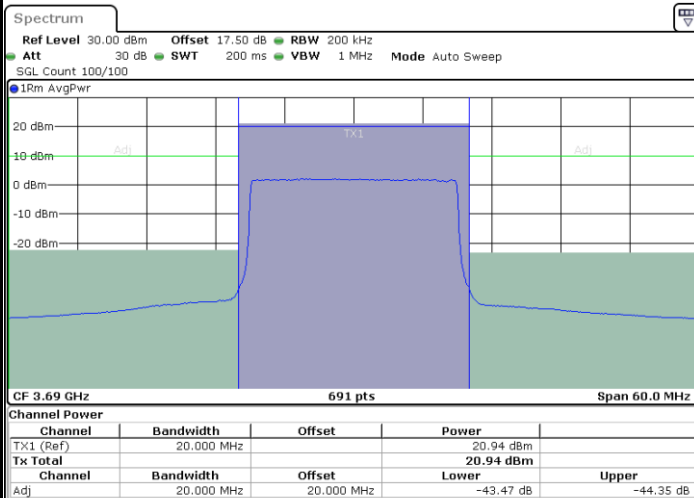 Spectrum
Ref Level 30.00 dBm Offset 17.50 dB RBW 200 kHz
Att 30 dB SWT 200 ms VBW 1 MHz Mode Auto Sweep
SGL Count 100/100
1Rm AvgPwr
20 dBm
TX1
10 dBm Adj Adj
0 dBm
-10 dBm
-20 dBm
CF 3.69 GHz 691 pts Span 60.0 MHz
Channel Power
Channel Bandwidth Offset Power
TX1 (Ref) 20.000 MHz 20.94 dBm
Tx Total 20.94 dBm
Channel Bandwidth Offset Lower Upper
Adj 20.000 MHz 20.000 MHz -43.47 dB -44.35 dB